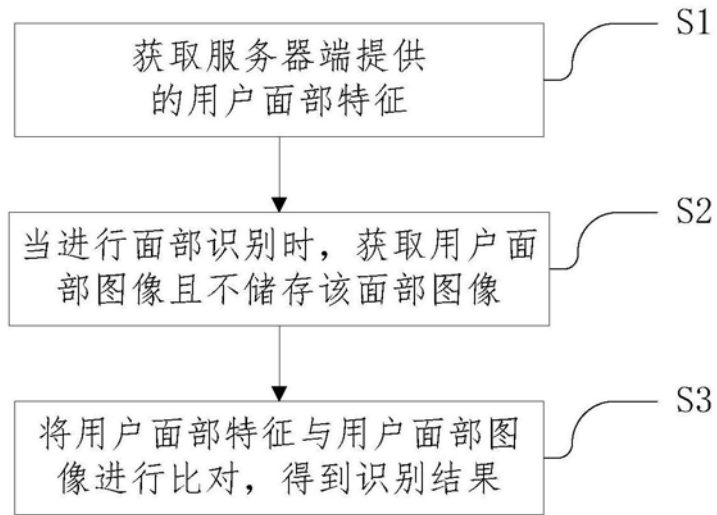 获取服务器端提供
的用户面部特征
S1
当进行面部识别时，获取用户面
部图像且不储存该面部图像
S2
将用户面部特征与用户面部图
像进行比对，得到识别结果
S3